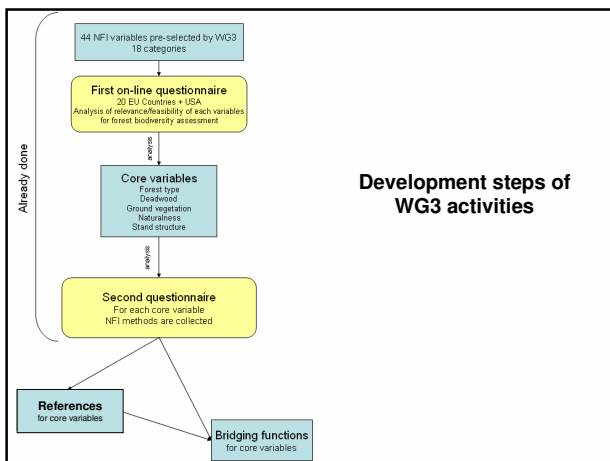 44 NFI variables pre-selected by WG3
18 categories
First on-line questionnaire
20 EU Countries + USA
Analysis of relevance/feasibility of each variables
for forest biodiversity assessment
analysis
Core variables
Forest type
Deadwood
Ground vegetation
Naturalness
Stand structure
analysis
Second questionnaire
For each core variable
NFI methods are collected
Already done
References
for core variables
Bridging functions
for core variables
Development steps of
WG3 activities